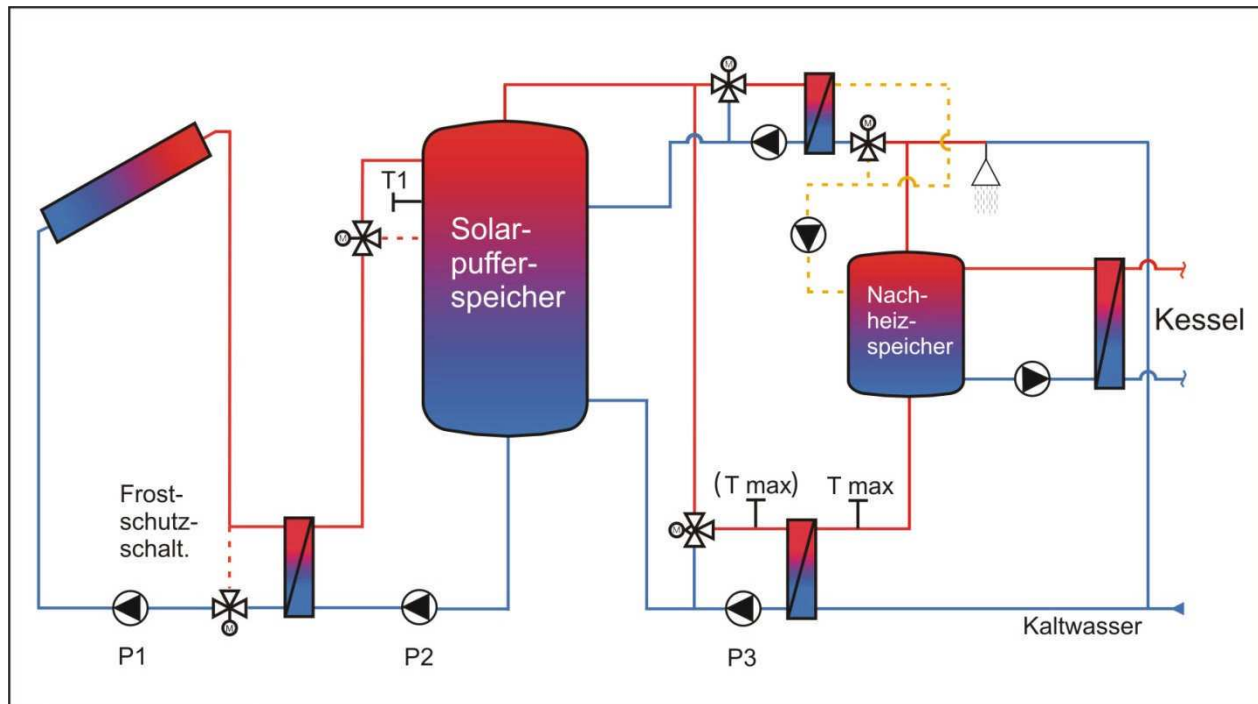 M
M
T1
M
Solar-
puffer-
speicher
Nach-
heiz-
speicher
Kessel
(T max)
T max
Frost-
schutz-
schalt.
M
M
Kaltwasser
P1
P2
P3